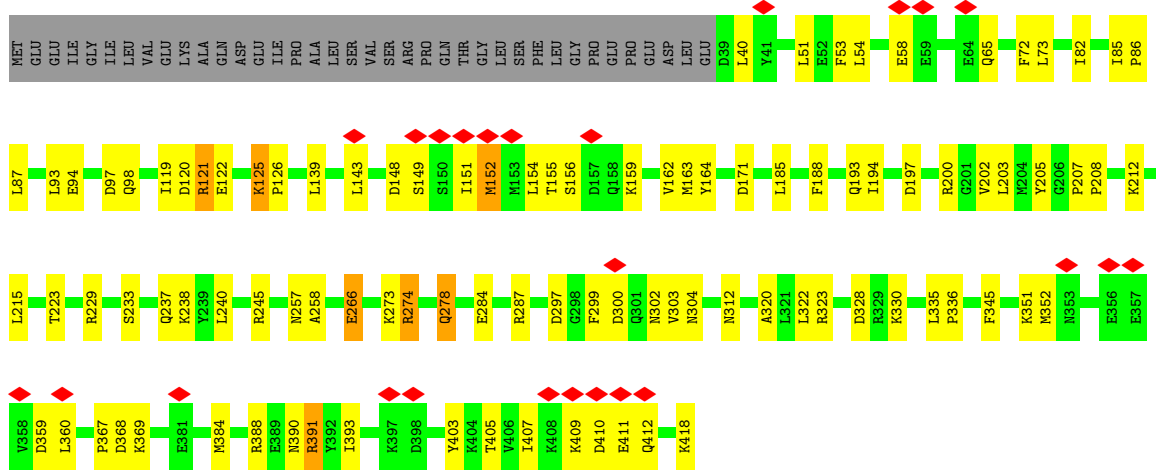 MET GLU GLU ILE GLY ILE LEU VAL GLU LYS ALA GLN ASP GLU ILE PRO ALA LEU SER VAL SER ARG PRO GLN THR GLY LEU SER PHE LEU GLY PRO GLU PRO GLU ASP LEU GLU D39 L40 Y41 L51 E52 F53 L54 E58 E59 E64 Q65 F72 L73 I82 I85 P86
L87 L93 E94 D97 Q98 I119 D120 R121 E122 K125 P126 L139 L143 D148 S149 S150 I151 M152 M153 L154 T155 S156 D157 Q158 K159 V162 M163 Y164 D171 L185 F188 Q193 I194 D197 R200 G201 V202 L203 M204 Y205 G206 P207 P208 K212
L215 T223 R229 S233 Q237 K238 Y239 L240 R245 N257 A258 E266 K273 R274 Q278 E284 R287 D297 G298 F299 D300 Q301 N302 V303 N304 N312 A320 L321 L322 R323 D328 R329 K330 L335 P336 F345 K351 M352 N353 E356 E357
V358 D359 L360 P367 D368 K369 E381 M384 R388 E389 N390 R391 Y392 I393 K397 D398 Y403 K404 T405 V406 I407 K408 K409 D410 E411 Q412 K418